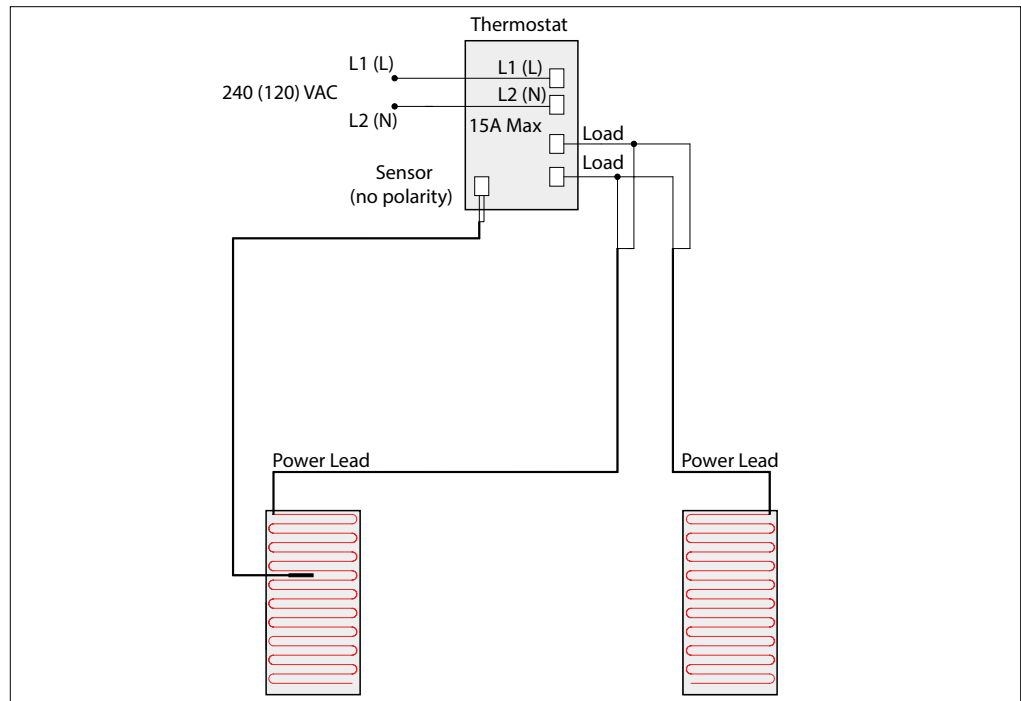 Thermostat
L1 (L)
L1 (L)
240 (120) VAC
L2 (N)
L2 (N)
15A Max
Load
Load
Sensor
(no polarity)
Power Lead
Power Lead